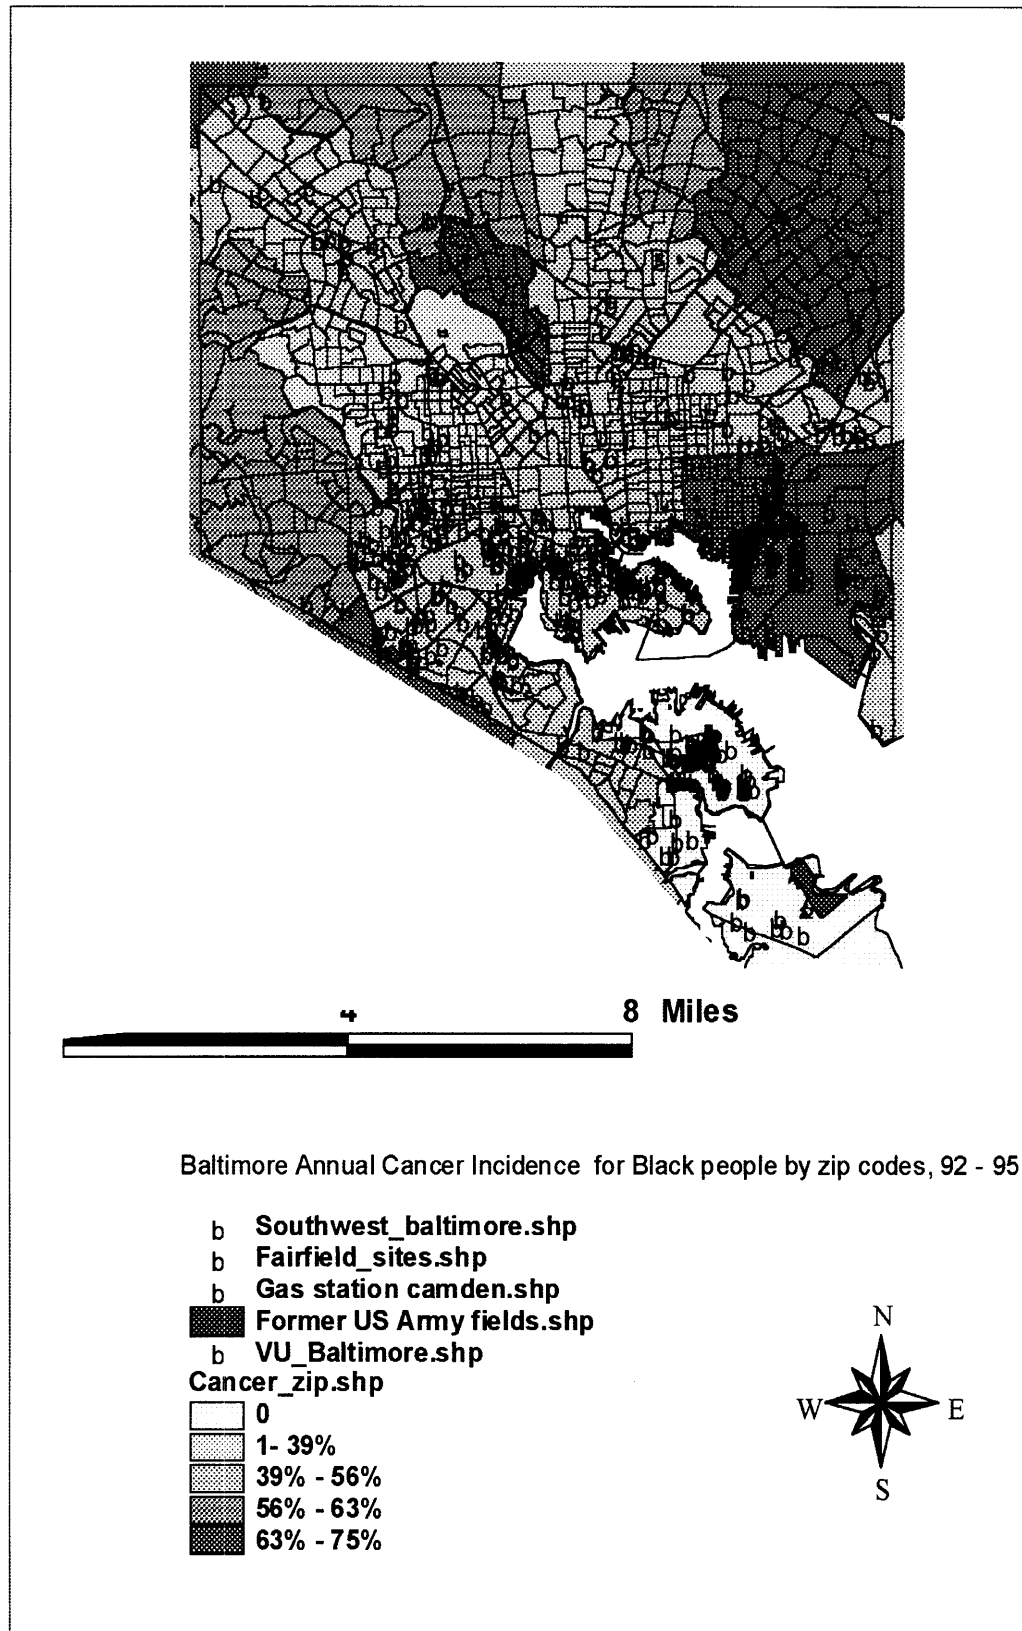 4 8 Miles
Baltimore Annual Cancer Incidence for Black people by zip codes, 92 - 95
b Southwest_baltimore.shp
b Fairfield_sites.shp
b Gas station camden.shp
Former US Army fields.shp
b VU_Baltimore.shp
Cancer_zip.shp
0
1- 39%
39% - 56%
56% - 63%
63% - 75%
N
W E
S